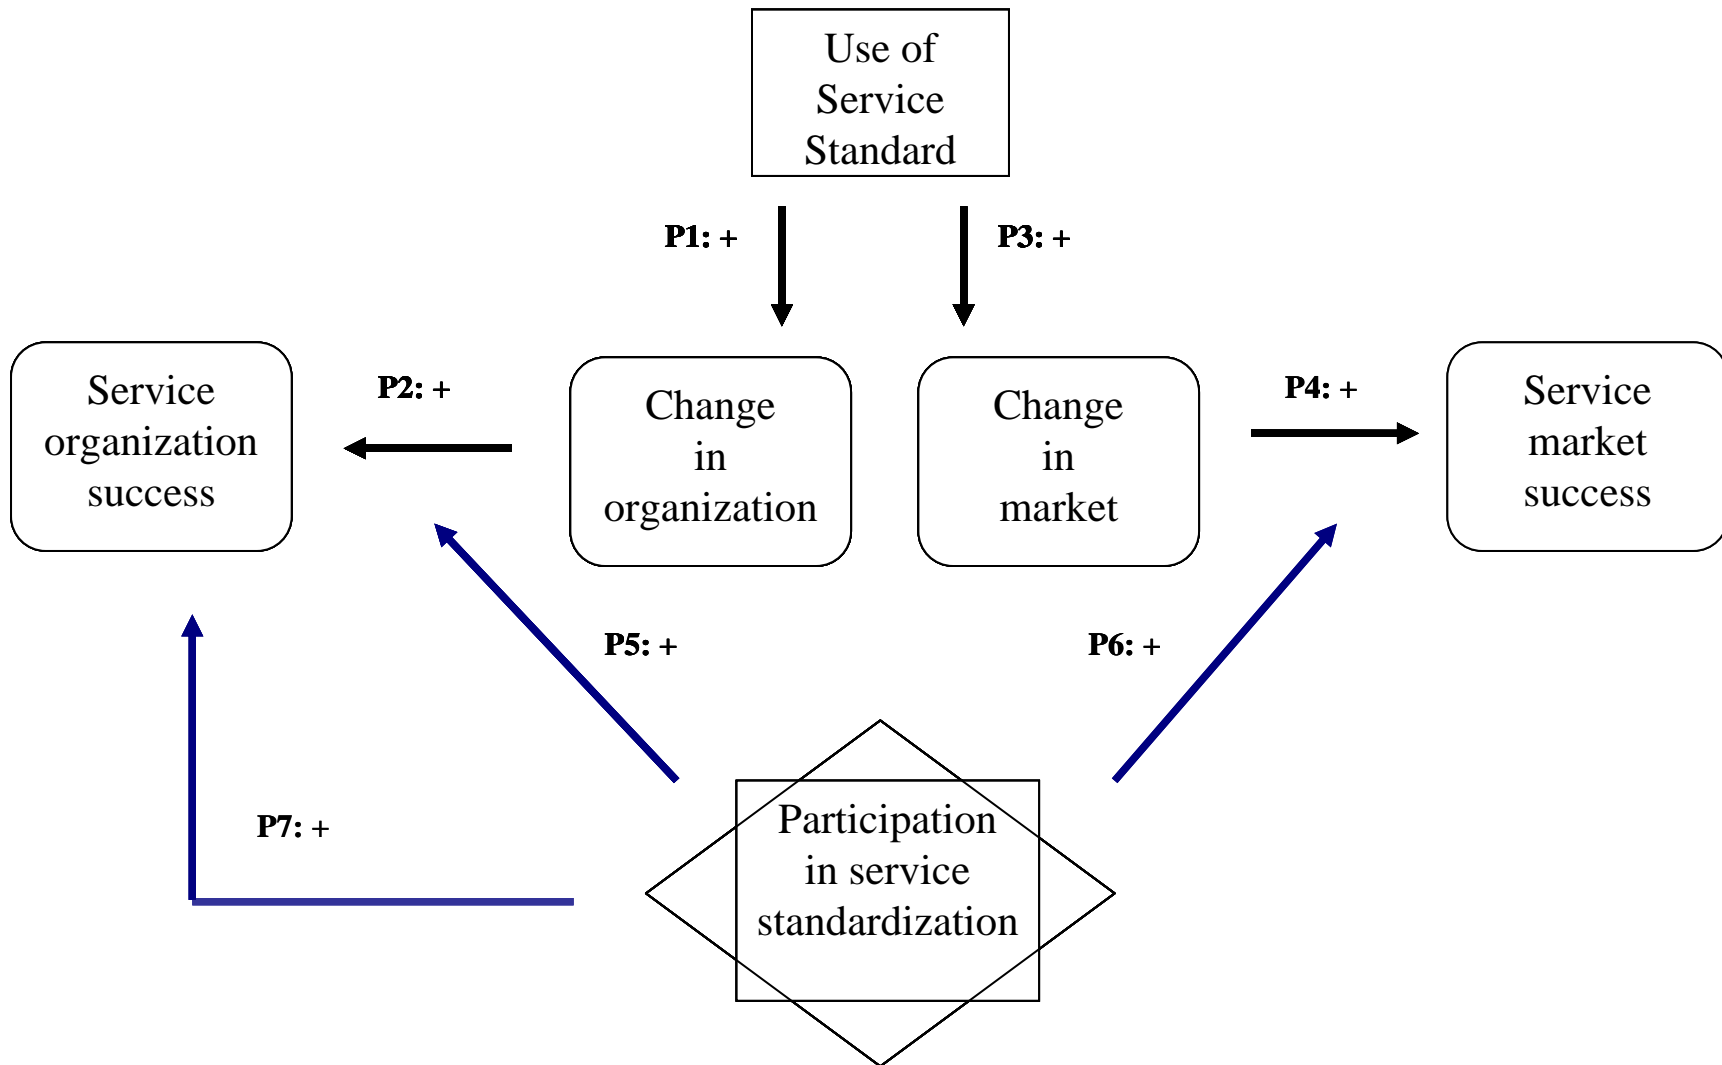 Use of
Service
Standard
P1: +
P3: +
Service
organization
success
P2: +
Change
in
organization
Change
in
market
P4: +
Service
market
success
P5: +
P6: +
P7: +
Participation
in service
standardization